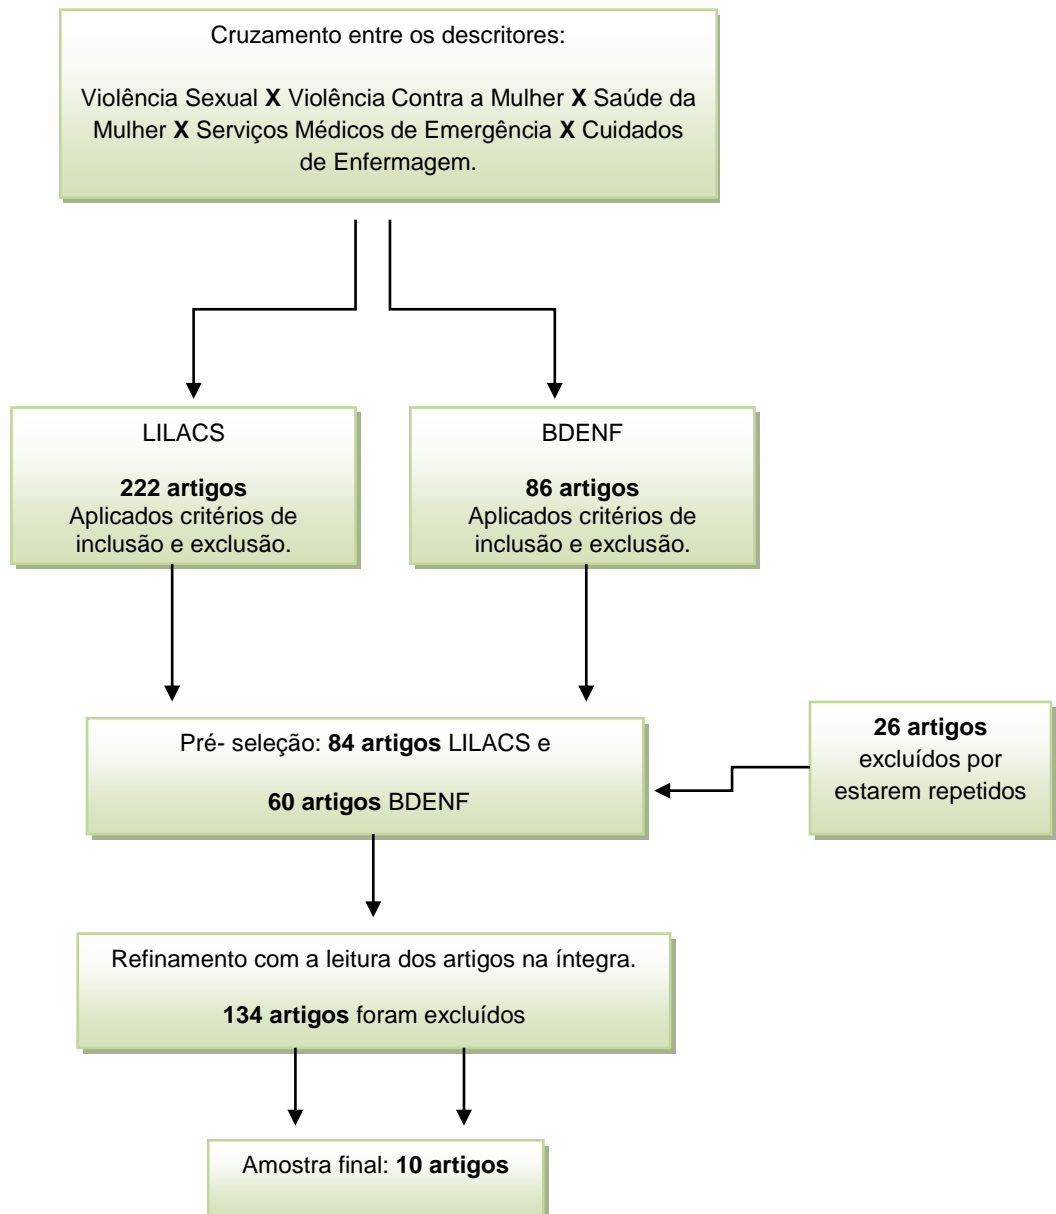 Cruzamento entre os descritores:
Violência Sexual X Violência Contra a Mulher X Saúde da
Mulher X Serviços Médicos de Emergência X Cuidados
de Enfermagem.
LILACS
222 artigos
Aplicados critérios de
inclusão e exclusão.
BDENF
86 artigos
Aplicados critérios de
inclusão e exclusão.
Pré- seleção: 84 artigos LILACS e
60 artigos BDENF
26 artigos
excluídos por
estarem repetidos
Refinamento com a leitura dos artigos na íntegra.
134 artigos foram excluídos
Amostra final: 10 artigos